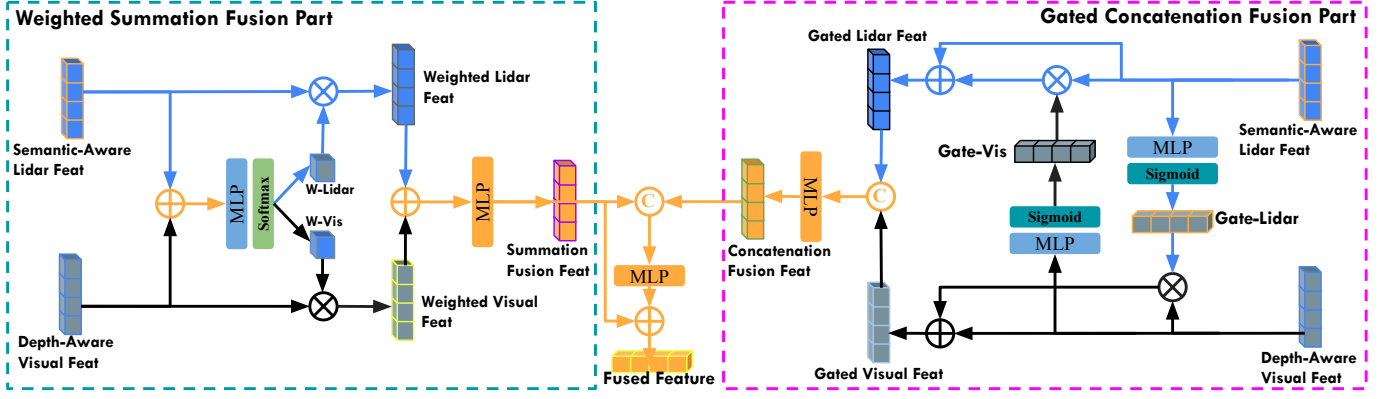 Weighted Summation Fusion Part
Semantic-Aware
Lidar Feat
Depth-Aware
Visual Feat
MLP
Softmax
W-Lidar
W-Vis
Weighted Lidar
Feat
Weighted Visual
Feat
MLP
Summation
Fusion Feat
C
MLP
Fused Feature
Gated Concatenation Fusion Part
Gated Lidar Feat
Concatenation
Fusion Feat
MLP
C
Gated Visual Feat
Gate-Vis
Sigmoid
MLP
MLP
Sigmoid
Gate-Lidar
Semantic-Aware
Lidar Feat
Depth-Aware
Visual Feat